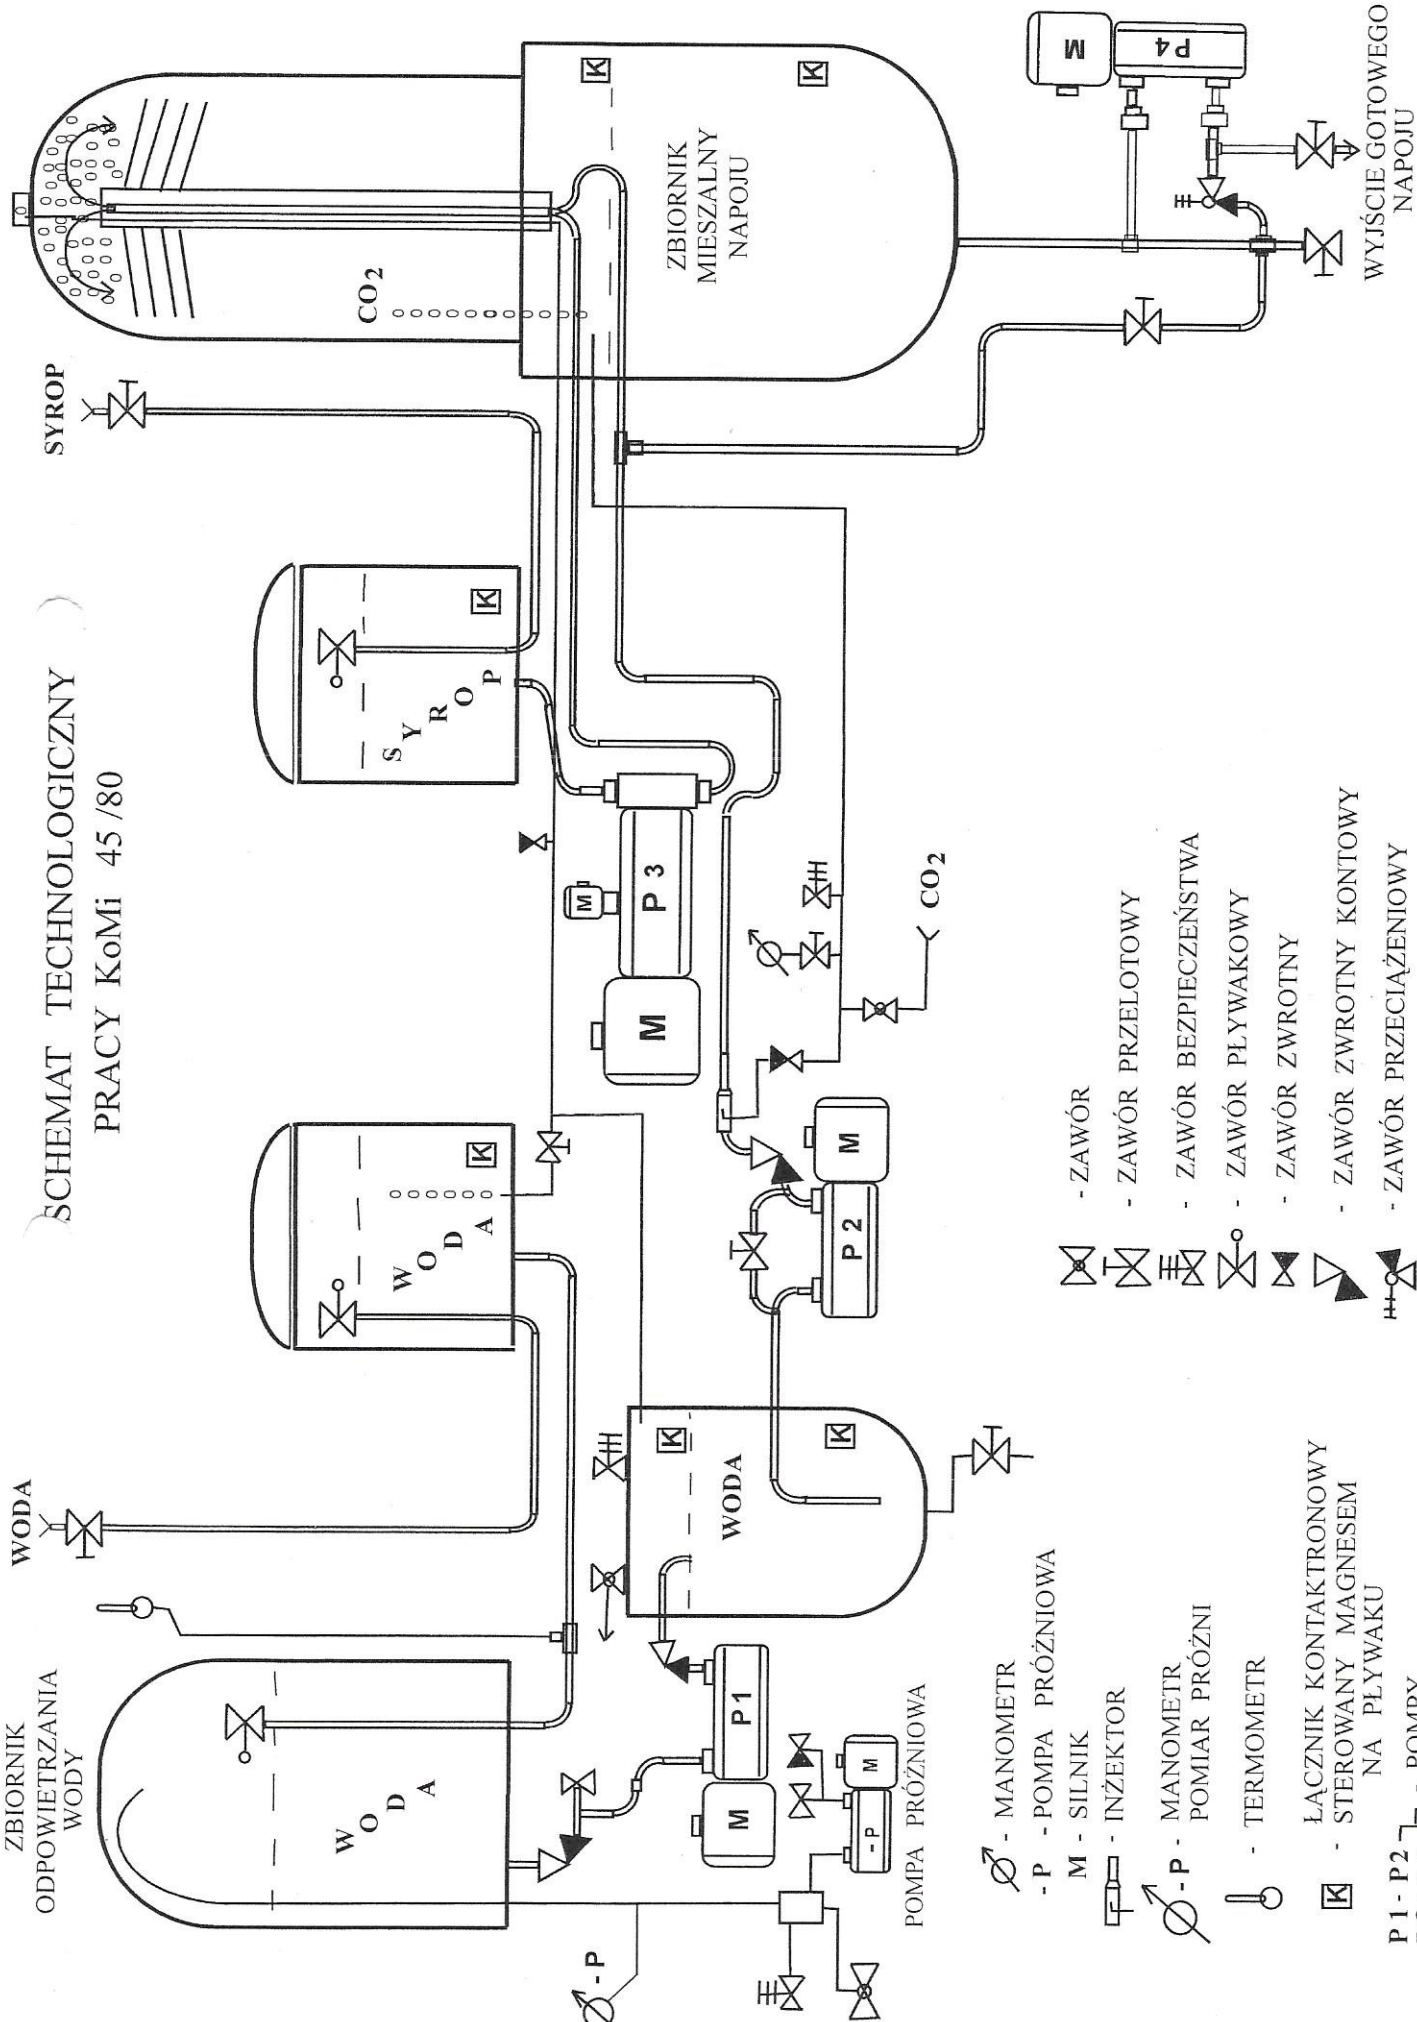 SCHEMAT TECHNOLOGICZNY
PRACY KoMi 45/80
ZBIORNIK
ODPOWIETRZANIA
WODY
WODA
SYROP
WODA
WODA
SYROP
CO2
K
K
K
K
K
K
ZBIORNIK
MIESZALNY
NAPOJU
WODA
M
P 3
M
M
P4
P 2
M
CO2
P1
M
- P
M
- P
POMPA PRÓŻNIOWA
WYJŚCIE GOTOWEGO
NAPOJU
- MANOMETR
- P - POMPA PRÓŻNIOWA
M - SILNIK
- INŻEKTOR
- P - MANOMETR
POMIAR PRÓŻNI
- TERMOMETR
K - ŁĄCZNIK KONTAKTRONOWY
STEROWANY MAGNESEM
NA PŁYWAKU
P1 - P2
- POMPY
- ZAWÓR
- ZAWÓR PRZELOTOWY
- ZAWÓR BEZPIECZEŃSTWA
- ZAWÓR PŁYWAKOWY
- ZAWÓR ZWROTNY
- ZAWÓR ZWROTNY KONTOWY
- ZAWÓR PRZECIĄŻENIOWY